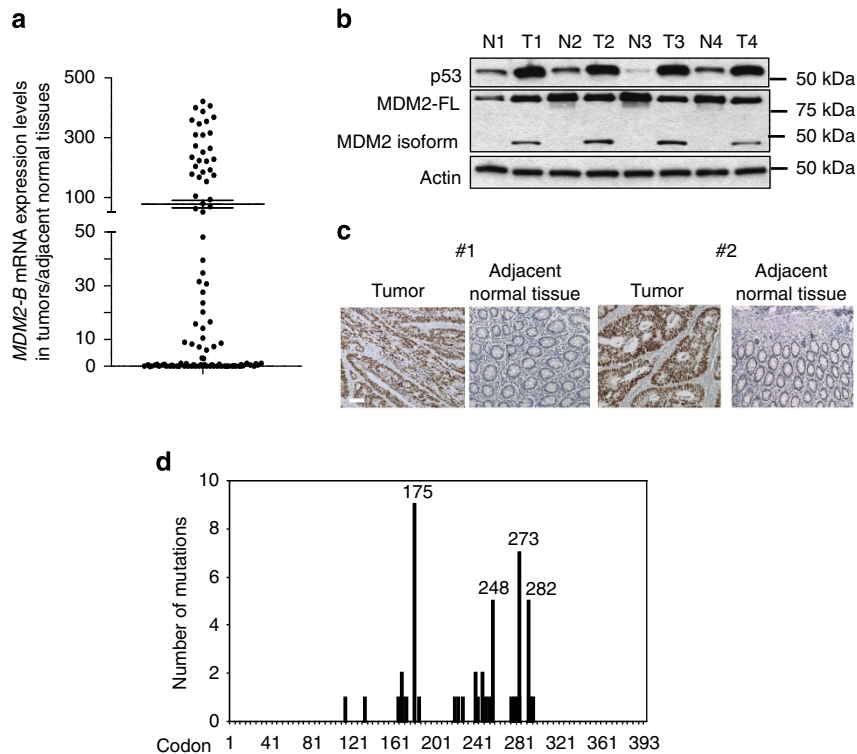 a
MDM2-B mRNA expression levels
in tumors/adjacent normal tissues
500
300
100
50
30
10
0
b
N1 T1 N2 T2 N3 T3 N4 T4
p53
50 kDa
MDM2-FL
75 kDa
MDM2 isoform
50 kDa
Actin
50 kDa
c
#1
#2
Tumor
Adjacent
normal tissue
Tumor
Adjacent
normal tissue
d
Number of mutations
10
8
6
4
2
0
175
248
273
282
Codon 1 41 81 121 161 201 241 281 321 361 393